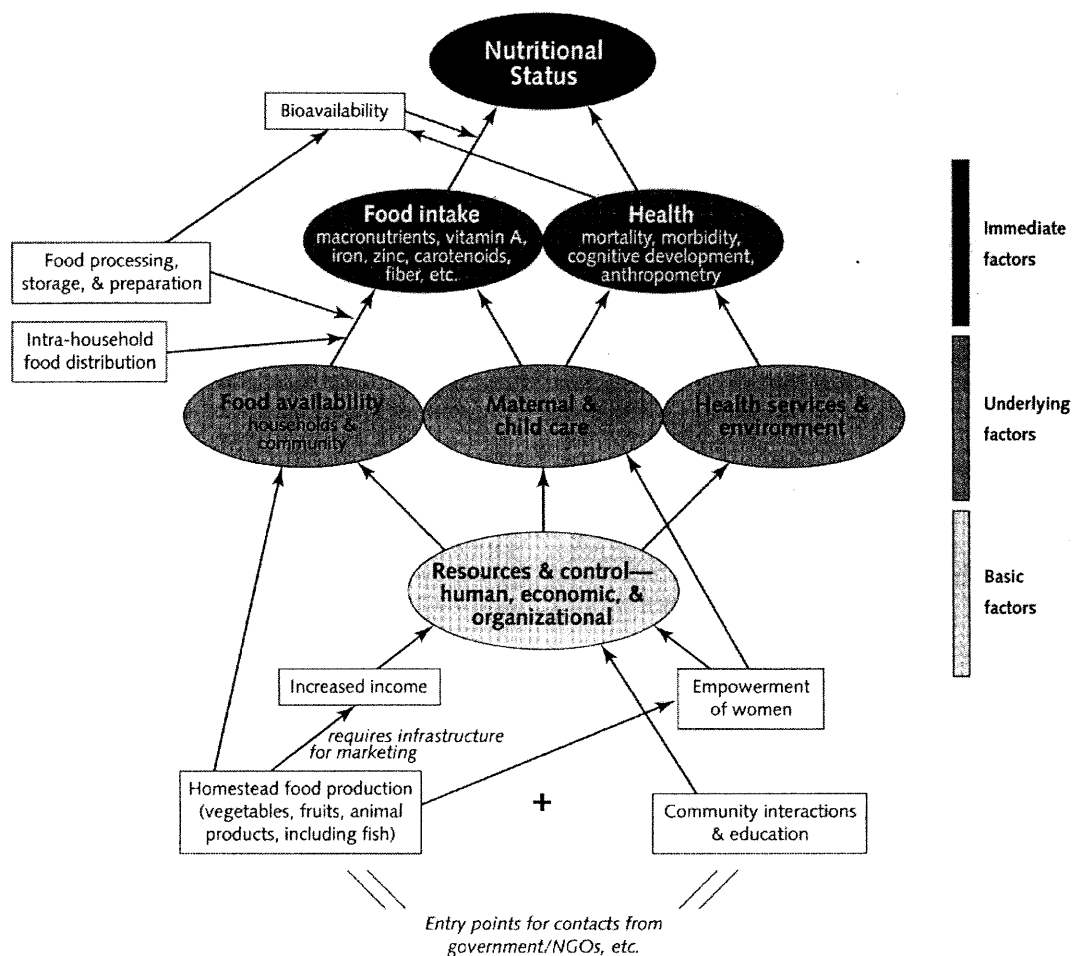 Nutritional
Status
Bioavailability
Food intake
macronutrients, vitamin A,
iron, zinc, carotenoids,
fiber, etc.
Health
mortality, morbidity,
cognitive development,
anthropometry
Immediate
factors
Food processing,
storage, & preparation
Intra-household
food distribution
Food availability
households &
community
Maternal &
child care
Health services &
environment
Underlying
factors
Resources & control—
human, economic, &
organizational
Basic
factors
Increased income
Empowerment
of women
requires infrastructure
for marketing
Homestead food production
(vegetables, fruits, animal
products, including fish)
+
Community interactions
& education
Entry points for contacts from
government/NGOs, etc.